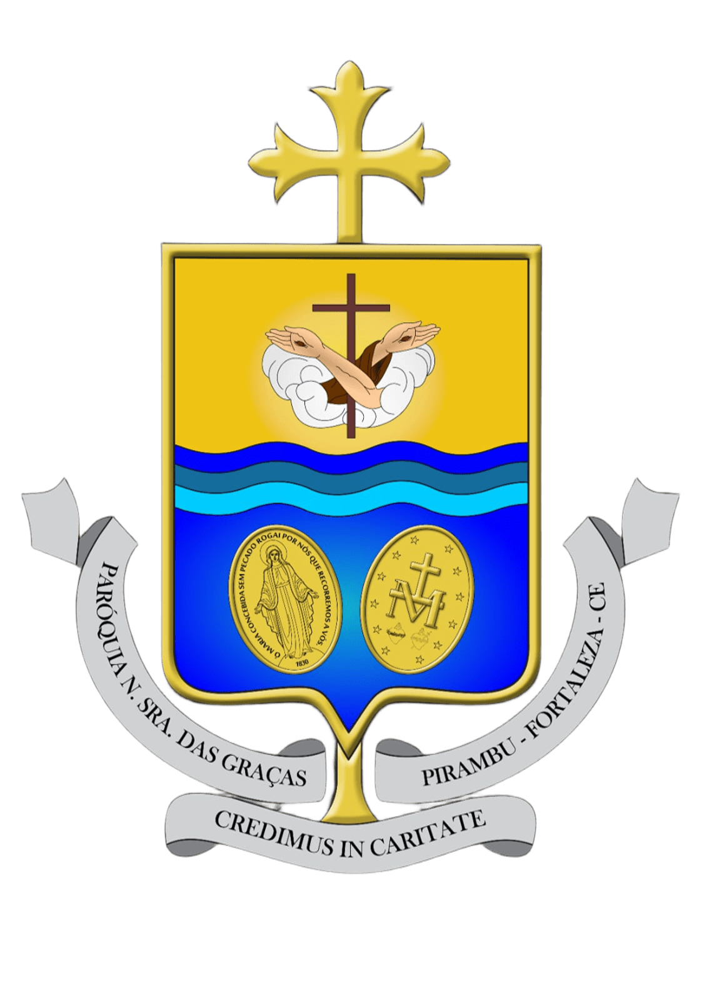 Ó MARIA CONCEBIDA SEM PECADO ROGAI POR NÓS QUE RECORREMOS A VÓS.
1830
M
PARÓQUIA N. SRA. DAS GRAÇAS
PIRAMBU - FORTALEZA - CE
CREDIMUS IN CARITATE